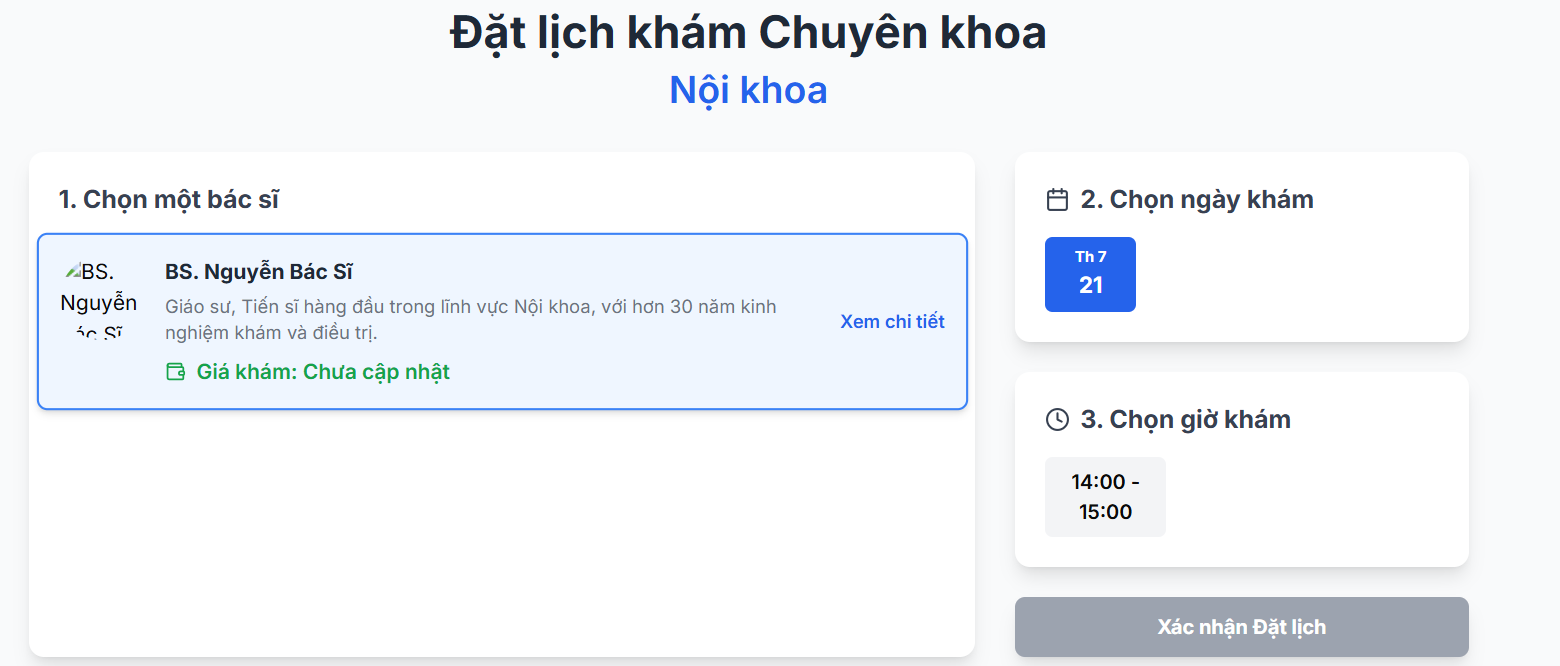 Đặt lịch khám Chuyên khoa
Nội khoa
1. Chọn một bác sĩ
BS.
Nguyễn
ác Sĩ
BS. Nguyễn Bác Sĩ
Giáo sư, Tiến sĩ hàng đầu trong lĩnh vực Nội khoa, với hơn 30 năm kinh
nghiệm khám và điều trị.
Giá khám: Chưa cập nhật
Xem chi tiết
2. Chọn ngày khám
Th 7
21
3. Chọn giờ khám
14:00 -
15:00
Xác nhận Đặt lịch